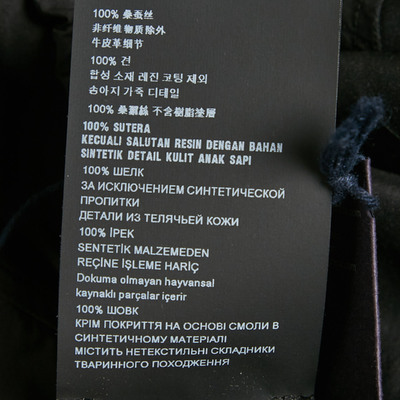 100% 桑蚕丝
非纤维物质除外
牛皮革细节
100% 견
합성 소재 레진 코팅 제외
송아지 가죽 디테일
100% 桑蠶絲 不含樹脂塗層
100% SUTERA
KECUALI SALUTAN RESIN DENGAN BAHAN
SINTETIK DETAIL KULIT ANAK SAPI
100% ШЕЛК
ЗА ИСКЛЮЧЕНИЕМ СИНТЕТИЧЕСКОЙ
ПРОПИТКИ
ДЕТАЛИ ИЗ ТЕЛЯЧЬЕЙ КОЖИ
100% İPEK
SENTETİK MALZEMEDEN
REÇİNE İŞLEME HARİÇ
Dokuma olmayan hayvansal
kaynaklı parçalar içerir
100% ШОВК
КРІМ ПОКРИТТЯ НА ОСНОВІ СМОЛИ В
СИНТЕТИЧНОМУ МАТЕРІАЛІ
МІСТИТЬ НЕТЕКСТИЛЬНІ СКЛАДНИКИ
ТВАРИННОГО ПОХОДЖЕННЯ